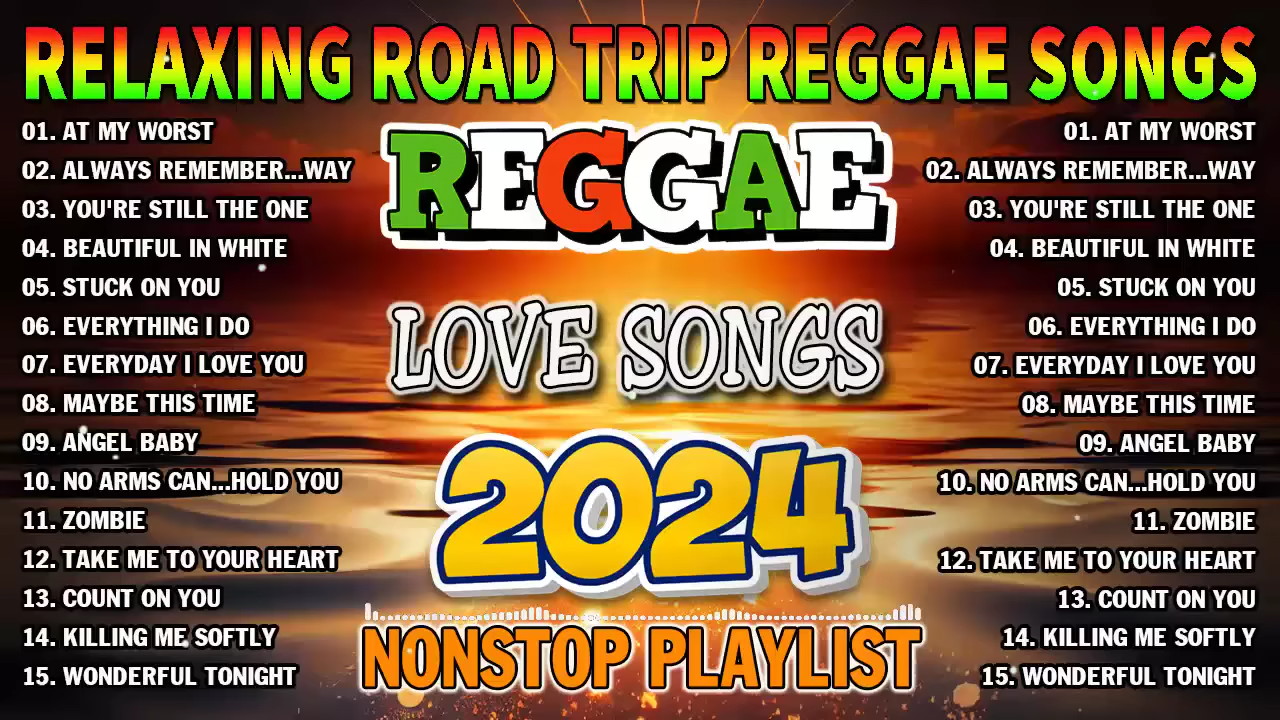 RELAXING ROAD TRIP REGGAE SONGS
01. AT MY WORST
02. ALWAYS REMEMBER...WAY
03. YOU'RE STILL THE ONE
04. BEAUTIFUL IN WHITE
05. STUCK ON YOU
06. EVERYTHING I DO
07. EVERYDAY I LOVE YOU
08. MAYBE THIS TIME
09. ANGEL BABY
10. NO ARMS CAN...HOLD YOU
11. ZOMBIE
12. TAKE ME TO YOUR HEART
13. COUNT ON YOU
14. KILLING ME SOFTLY
15. WONDERFUL TONIGHT
REGGAE
LOVE SONGS
2024
NONSTOP PLAYLIST
01. AT MY WORST
02. ALWAYS REMEMBER...WAY
03. YOU'RE STILL THE ONE
04. BEAUTIFUL IN WHITE
05. STUCK ON YOU
06. EVERYTHING I DO
07. EVERYDAY I LOVE YOU
08. MAYBE THIS TIME
09. ANGEL BABY
10. NO ARMS CAN...HOLD YOU
11. ZOMBIE
12. TAKE ME TO YOUR HEART
13. COUNT ON YOU
14. KILLING ME SOFTLY
15. WONDERFUL TONIGHT